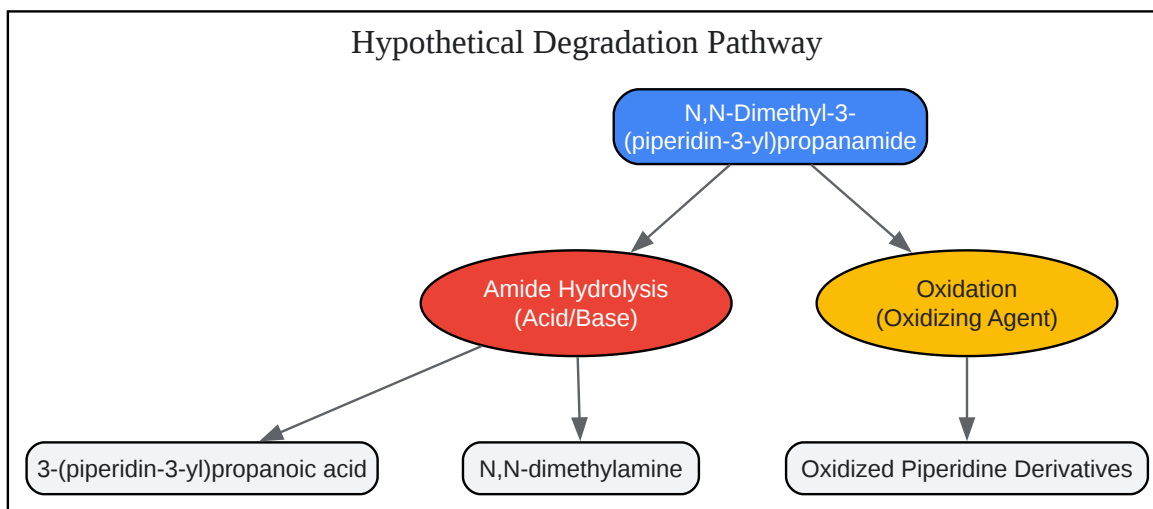 Hypothetical Degradation Pathway
N,N-Dimethyl-3-
(piperidin-3-yl)propanamide
Amide Hydrolysis
(Acid/Base)
Oxidation
(Oxidizing Agent)
3-(piperidin-3-yl)propanoic acid
N,N-dimethylamine
Oxidized Piperidine Derivatives